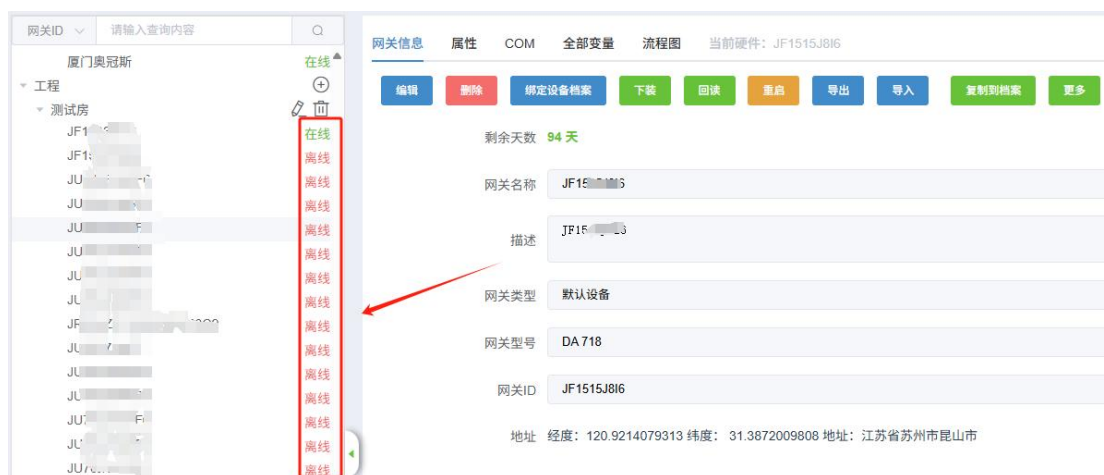 网关ID 请输入查询内容
厦门奥冠斯 在线
工程
测试房
JF1 在线
JF1 离线
JU 离线
JU 离线
JU 离线
JU 离线
JU 离线
JU 离线
离线
JU 离线
JU 离线
JU 离线
JU 离线
JU 离线
JU 离线
网关信息 属性 COM 全部变量 流程图 当前硬件：JF1515J8I6
编辑 删除 绑定设备档案 下装 回读 重启 导出 导入 复制到档案 更多
剩余天数 94 天
网关名称 JF15
描述 JF15
网关类型 默认设备
网关型号 DA 718
网关ID JF1515J8I6
地址 经度：120.9214079313 纬度： 31.3872009808 地址：江苏省苏州市昆山市